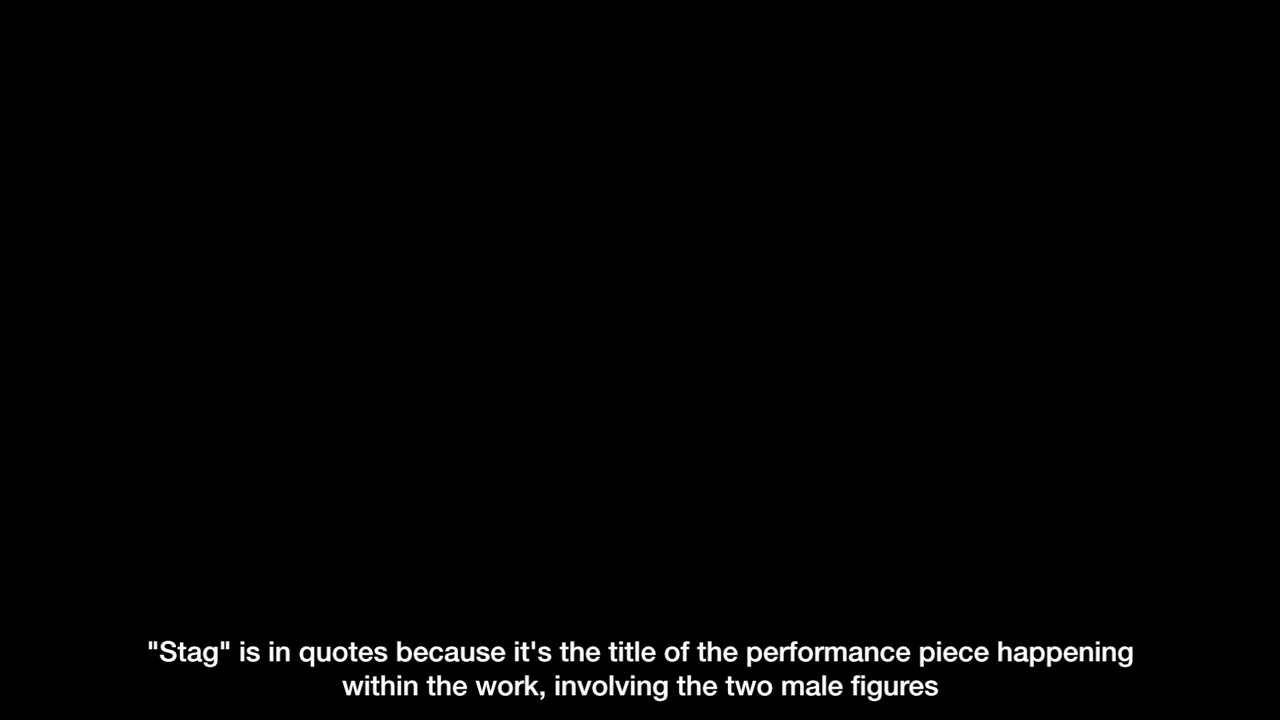 "Stag" is in quotes because it's the title of the performance piece happening
within the work, involving the two male figures